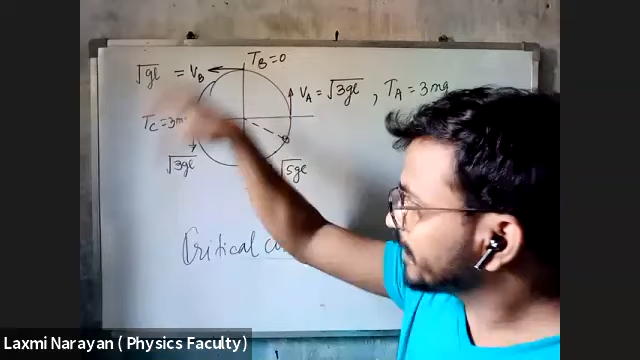 T_B=0
√gl = V_B
V_A = √3gl , T_A = 3mg
T_C=3m
√3gl
√5gl
Critical
Laxmi Narayan ( Physics Faculty)